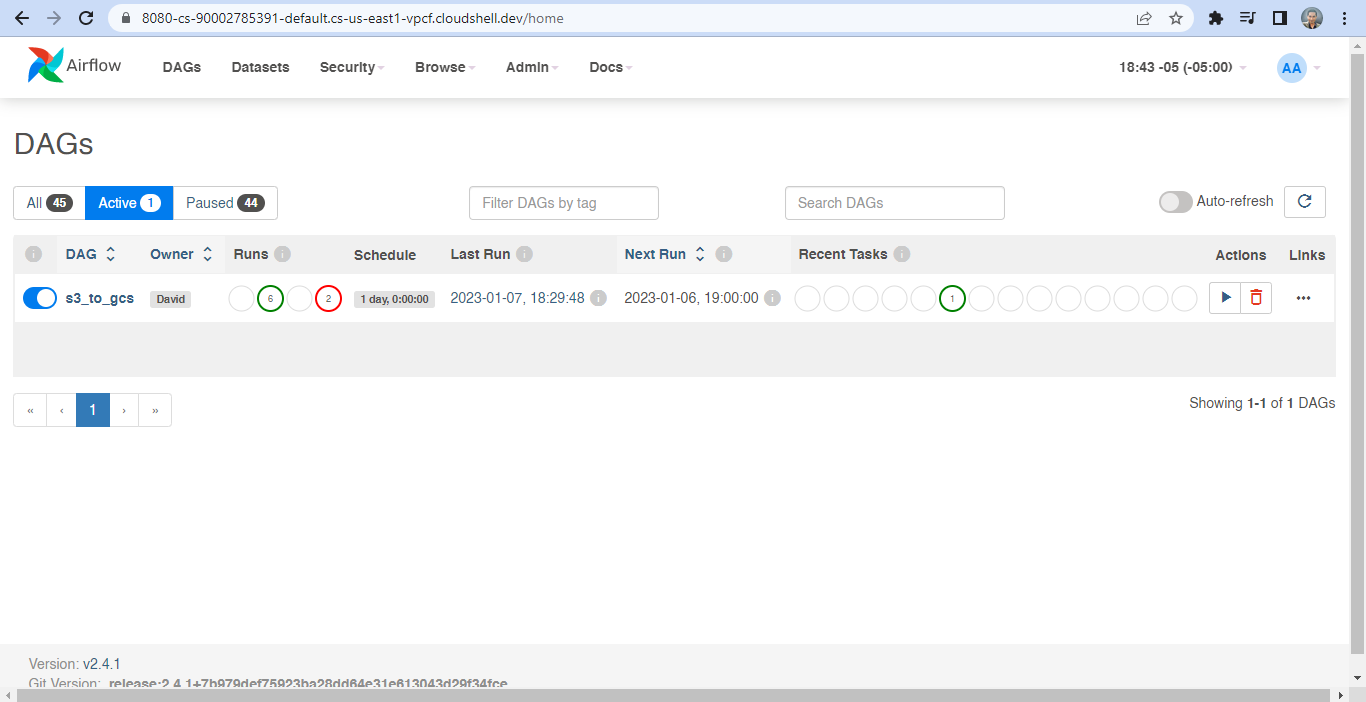 8080-cs-90002785391-default.cs-us-east1-vpcf.cloudshell.dev/home
Airflow DAGs Datasets Security Browse Admin Docs 18:43 -05 (-05:00) AA
DAGs
All 45 Active 1 Paused 44 Filter DAGs by tag Search DAGs Auto-refresh
i DAG Owner Runs i Schedule Last Run i Next Run i Recent Tasks i Actions Links
s3_to_gcs David 6 2 1 day, 0:00:00 2023-01-07, 18:29:48 i 2023-01-06, 19:00:00 i 1
« ‹ 1 › » Showing 1-1 of 1 DAGs
Version: v2.4.1
Git Version: .release:2.4.1+7b979def75923ba28dd64e31e613043d29f34fce